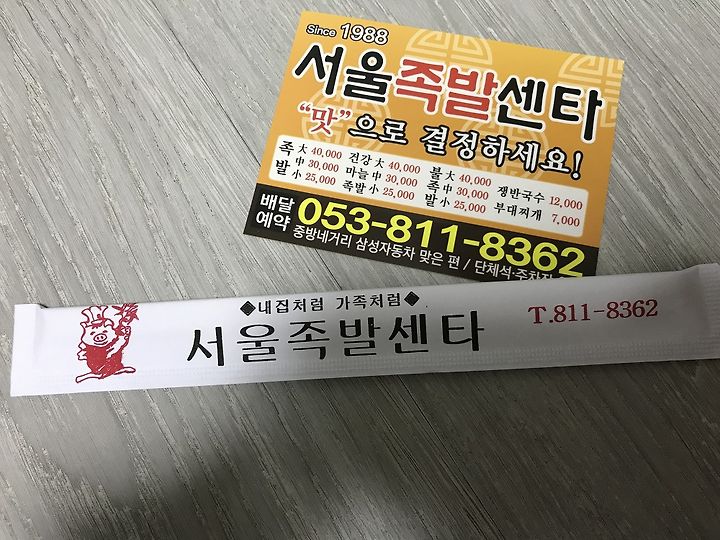 Since 1988
서울족발센타
"맛"으로 결정하세요!
족발 大 40,000 中 30,000 小 25,000
건강마늘족발 大 40,000 中 30,000 小 25,000
불족발 大 40,000 中 30,000 小 25,000
쟁반국수 12,000
부대찌개 7,000
배달예약 053-811-8362
중방네거리 삼성자동차 맞은 편 / 단체석·주차장
◆내집처럼 가족처럼◆
서울족발센타
T.811-8362